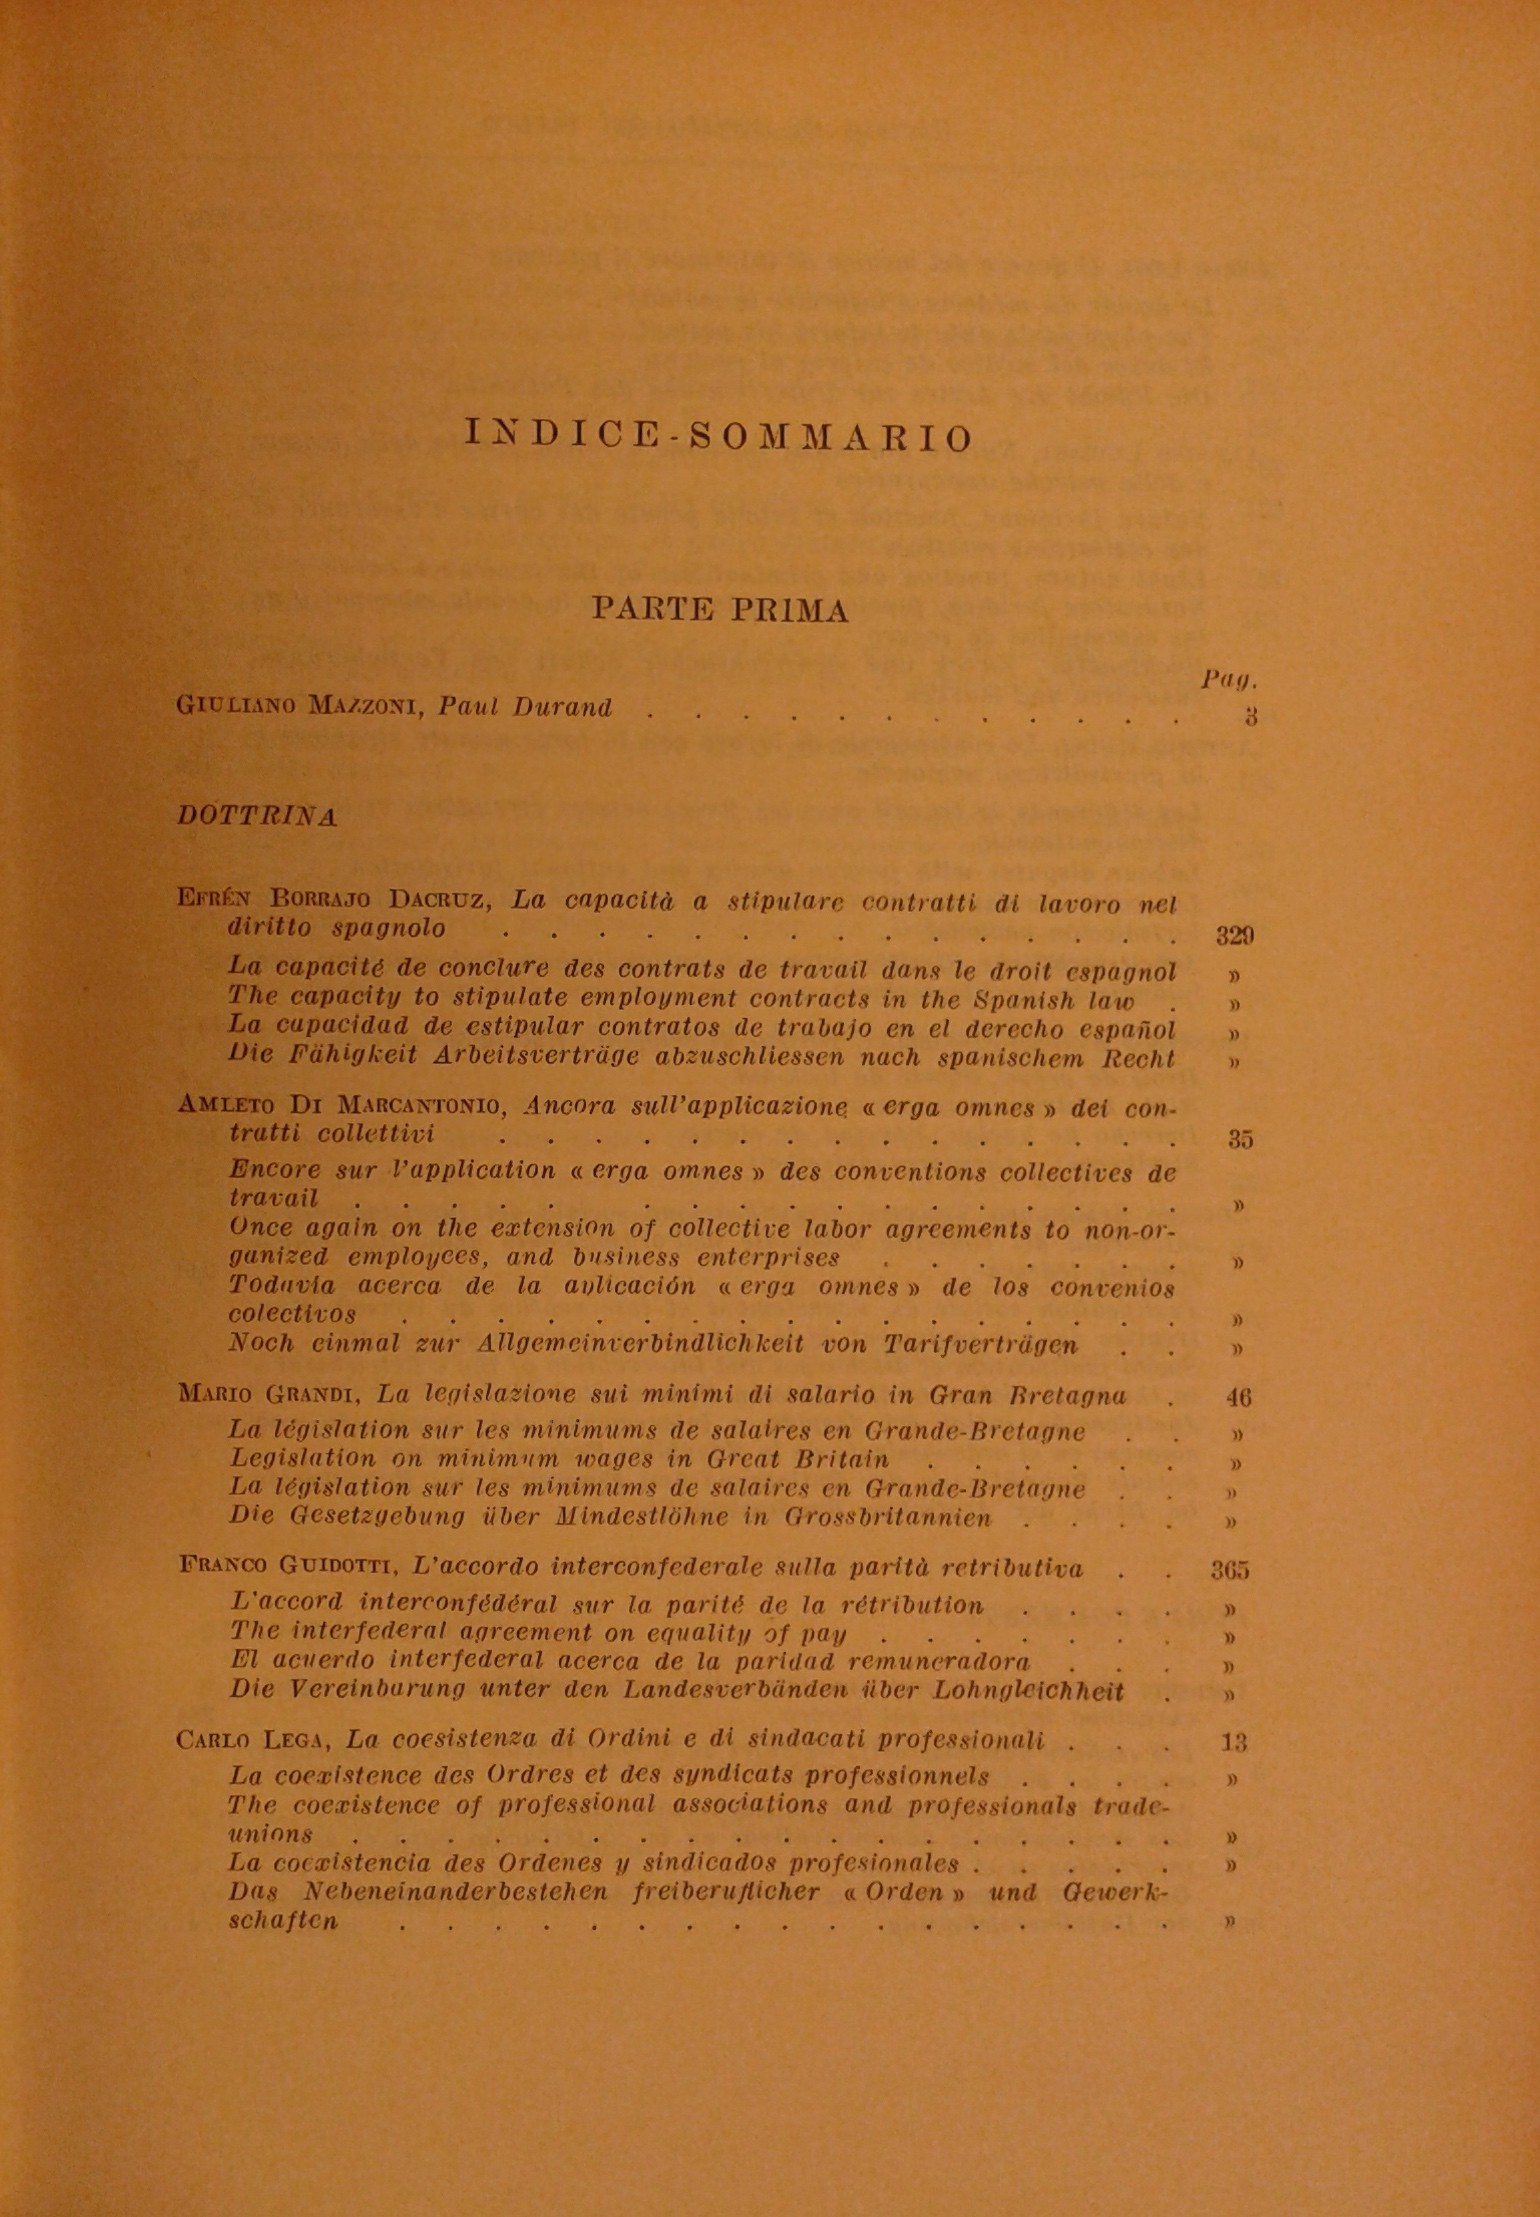 INDICE-SOMMARIO
PARTE PRIMA
Pag.
GIULIANO MAZZONI, Paul Durand . . . . . . . . . . . . 3
DOTTRINA
EFRÉN BORRAJO DACRUZ, La capacità a stipulare contratti di lavoro nel
diritto spagnolo . . . . . . . . . . . . . . . 329
La capacité de conclure des contrats de travail dans le droit espagnol »
The capacity to stipulate employment contracts in the Spanish law . »
La capacidad de estipular contratos de trabajo en el derecho español »
Die Fähigkeit Arbeitsverträge abzuschliessen nach spanischem Recht »
AMLETO DI MARCANTONIO, Ancora sull'applicazione « erga omnes » dei con-
tratti collettivi . . . . . . . . . . . . . . . 35
Encore sur l'application « erga omnes » des conventions collectives de
travail . . . . . . . . . . . . . . . . . »
Once again on the extension of collective labor agreements to non-or-
ganized employees, and business enterprises . . . . . . . »
Todavía acerca de la aplicación « erga omnes » de los convenios
colectivos . . . . . . . . . . . . . . . . . »
Noch einmal zur Allgemeinverbindlichkeit von Tarifverträgen . . »
MARIO GRANDI, La legislazione sui minimi di salario in Gran Bretagna . 46
La législation sur les minimums de salaires en Grande-Bretagne . . »
Legislation on minimum wages in Great Britain . . . . . . »
La législation sur les minimums de salaires en Grande-Bretagne . . »
Die Gesetzgebung über Mindestlöhne in Grossbritannien . . . . »
FRANCO GUIDOTTI, L'accordo interconfederale sulla parità retributiva . . 365
L'accord interconfédéral sur la parité de la rétribution . . . . »
The interfederal agreement on equality of pay . . . . . . . »
El acuerdo interfederal acerca de la paridad remuneradora . . . »
Die Vereinbarung unter den Landesverbänden über Lohngleichheit . »
CARLO LEGA, La coesistenza di Ordini e di sindacati professionali . . . 13
La coexistence des Ordres et des syndicats professionnels . . . . »
The coexistence of professional associations and professionals trade-
unions . . . . . . . . . . . . . . . . . . »
La coexistencia des Ordenes y sindicados profesionales . . . . . »
Das Nebeneinanderbestehen freiberuflicher « Orden » und Gewerk-
schaften . . . . . . . . . . . . . . . . . »